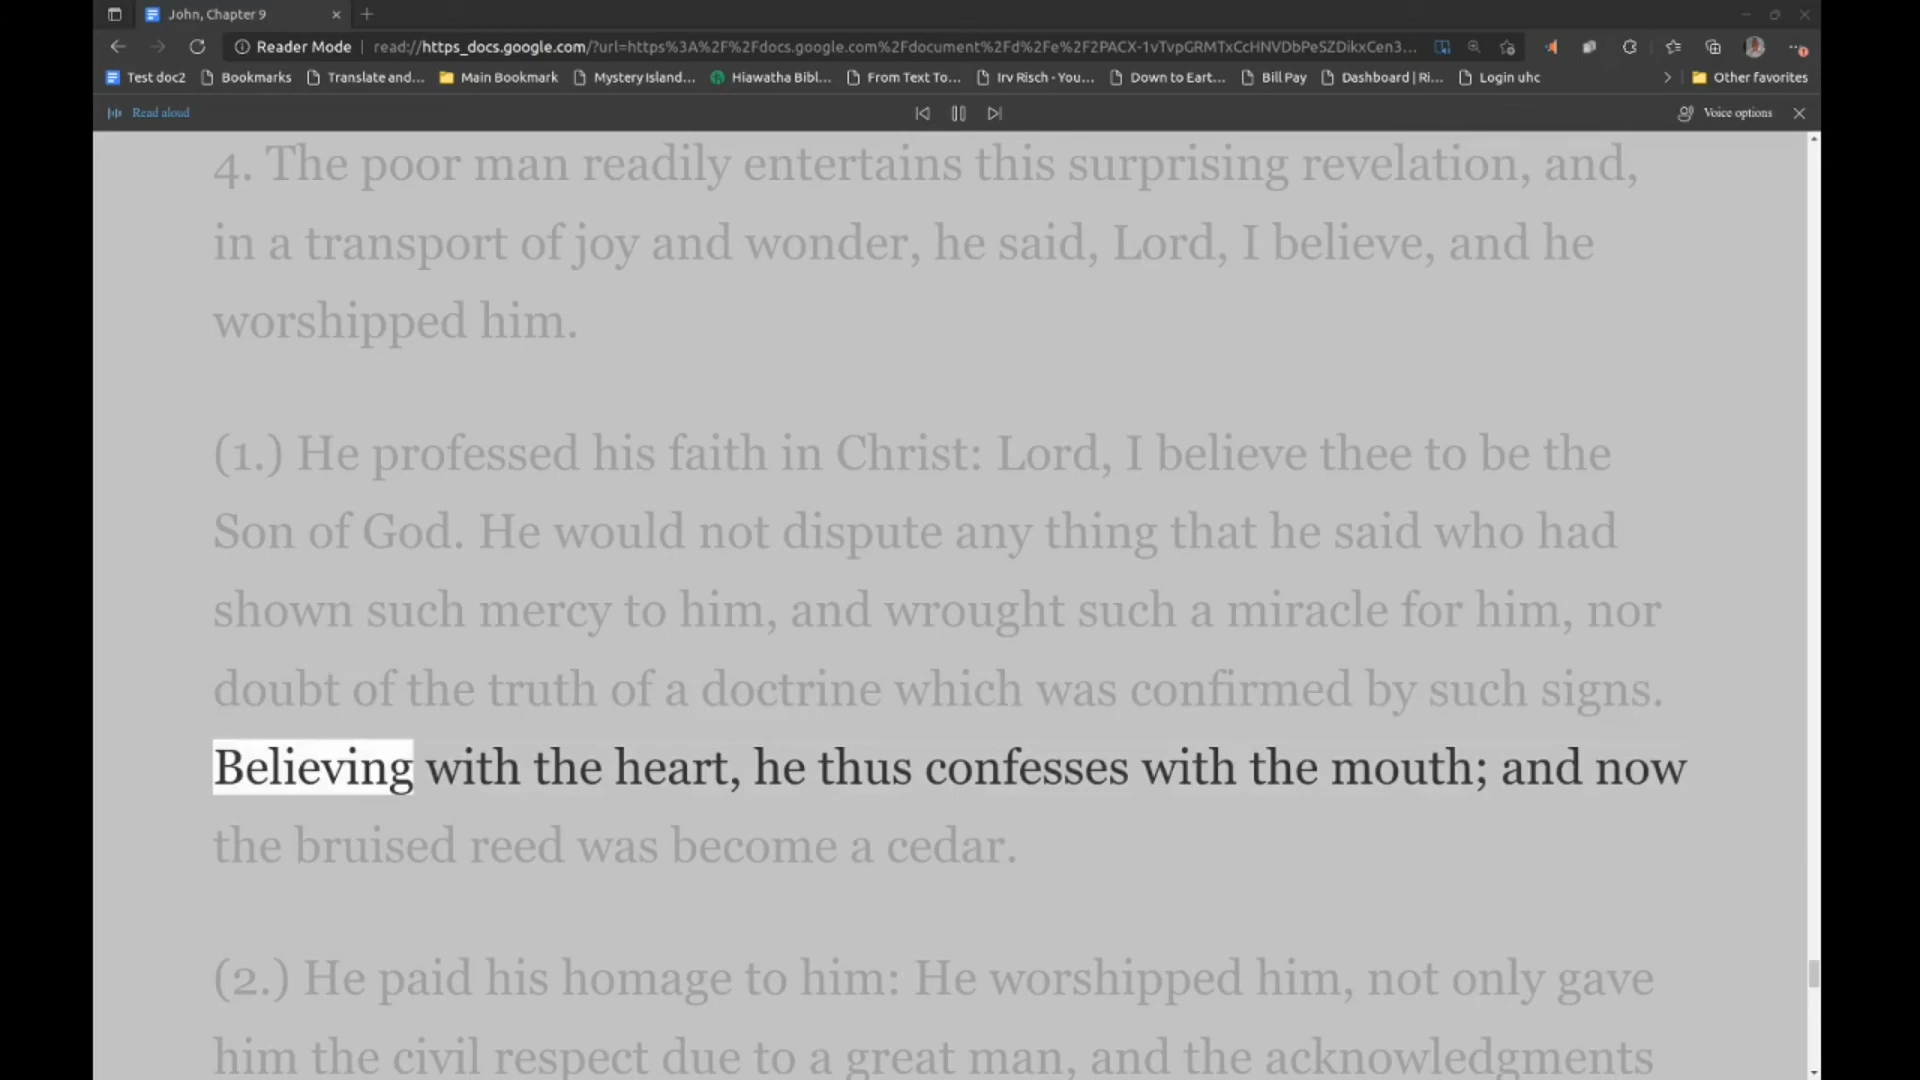 John, Chapter 9
Reader Mode | read://https_docs.google.com/?url=https%3A%2F%2Fdocs.google.com%2Fdocument%2Fd%2Fe%2F2PACX-1vTvpGRMTxCcHNVDbPeSZDikxCen3...
Test doc2 Bookmarks Translate and... Main Bookmark Mystery Island... Hiawatha Bibl... From Text To... Irv Risch - You... Down to Eart... Bill Pay Dashboard | Ri... Login uhc Other favorites
Read aloud Voice options
4. The poor man readily entertains this surprising revelation, and,
in a transport of joy and wonder, he said, Lord, I believe, and he
worshipped him.
(1.) He professed his faith in Christ: Lord, I believe thee to be the
Son of God. He would not dispute any thing that he said who had
shown such mercy to him, and wrought such a miracle for him, nor
doubt of the truth of a doctrine which was confirmed by such signs.
Believing with the heart, he thus confesses with the mouth; and now
the bruised reed was become a cedar.
(2.) He paid his homage to him: He worshipped him, not only gave
him the civil respect due to a great man, and the acknowledgments